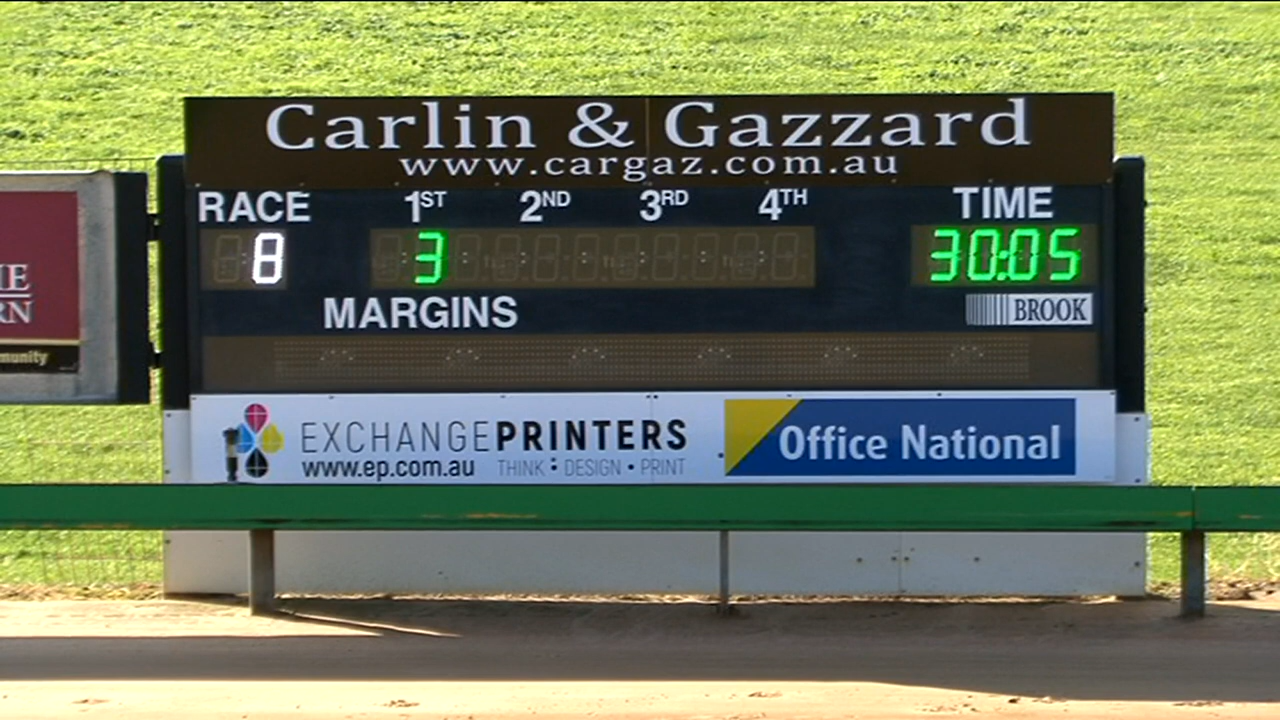 Carlin & Gazzard
www.cargaz.com.au
RACE 1ST 2ND 3RD 4TH TIME
8 3 30:05
MARGINS
BROOK
EXCHANGEPRINTERS
www.ep.com.au THINK : DESIGN • PRINT
Office National